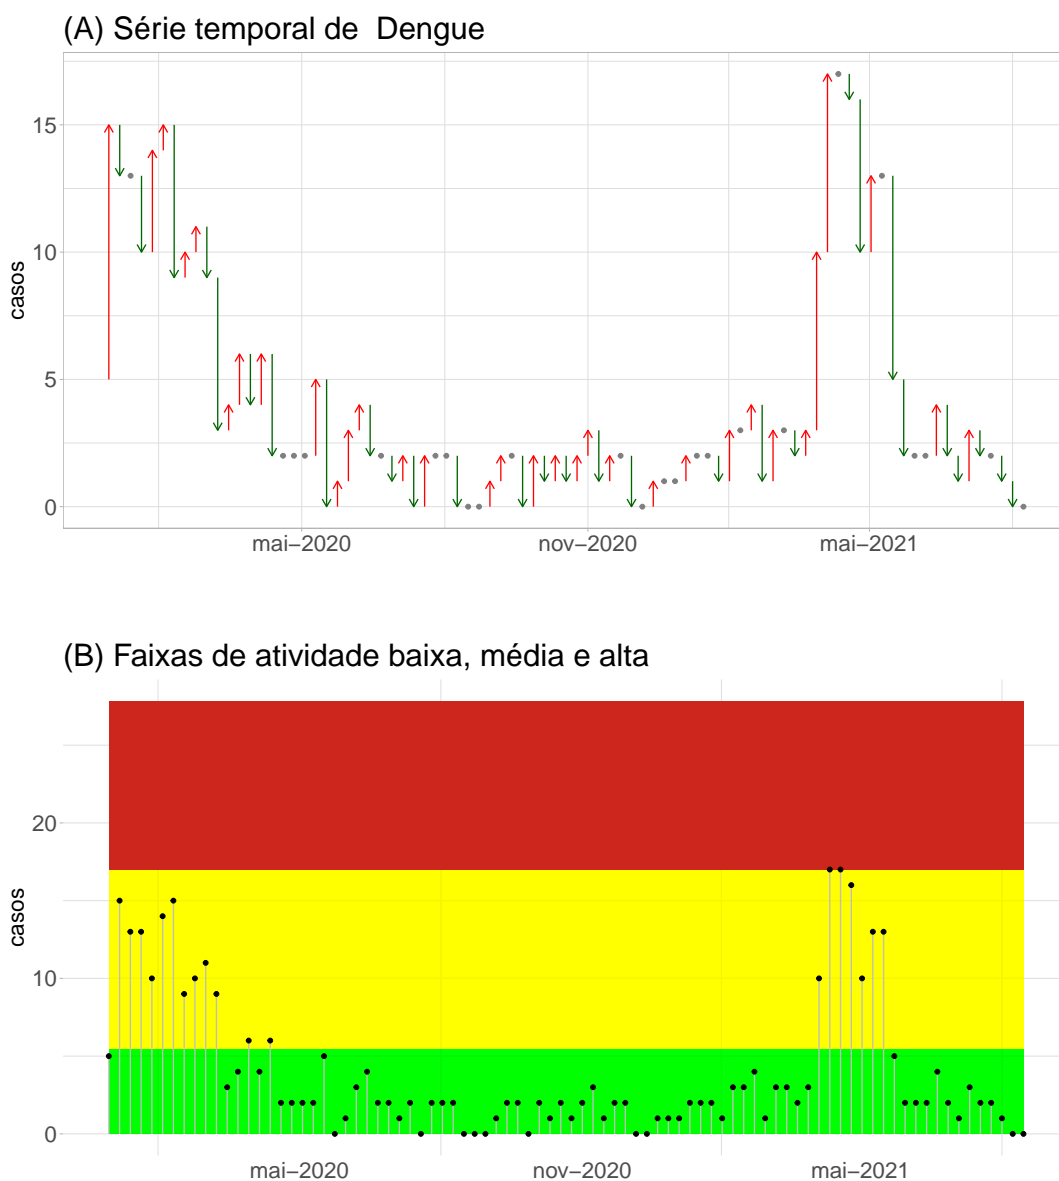 (A) Série temporal de  Dengue
15
10
5
0
casos
mai−2020
nov−2020
mai−2021
(B) Faixas de atividade baixa, média e alta
20
10
0
casos
mai−2020
nov−2020
mai−2021